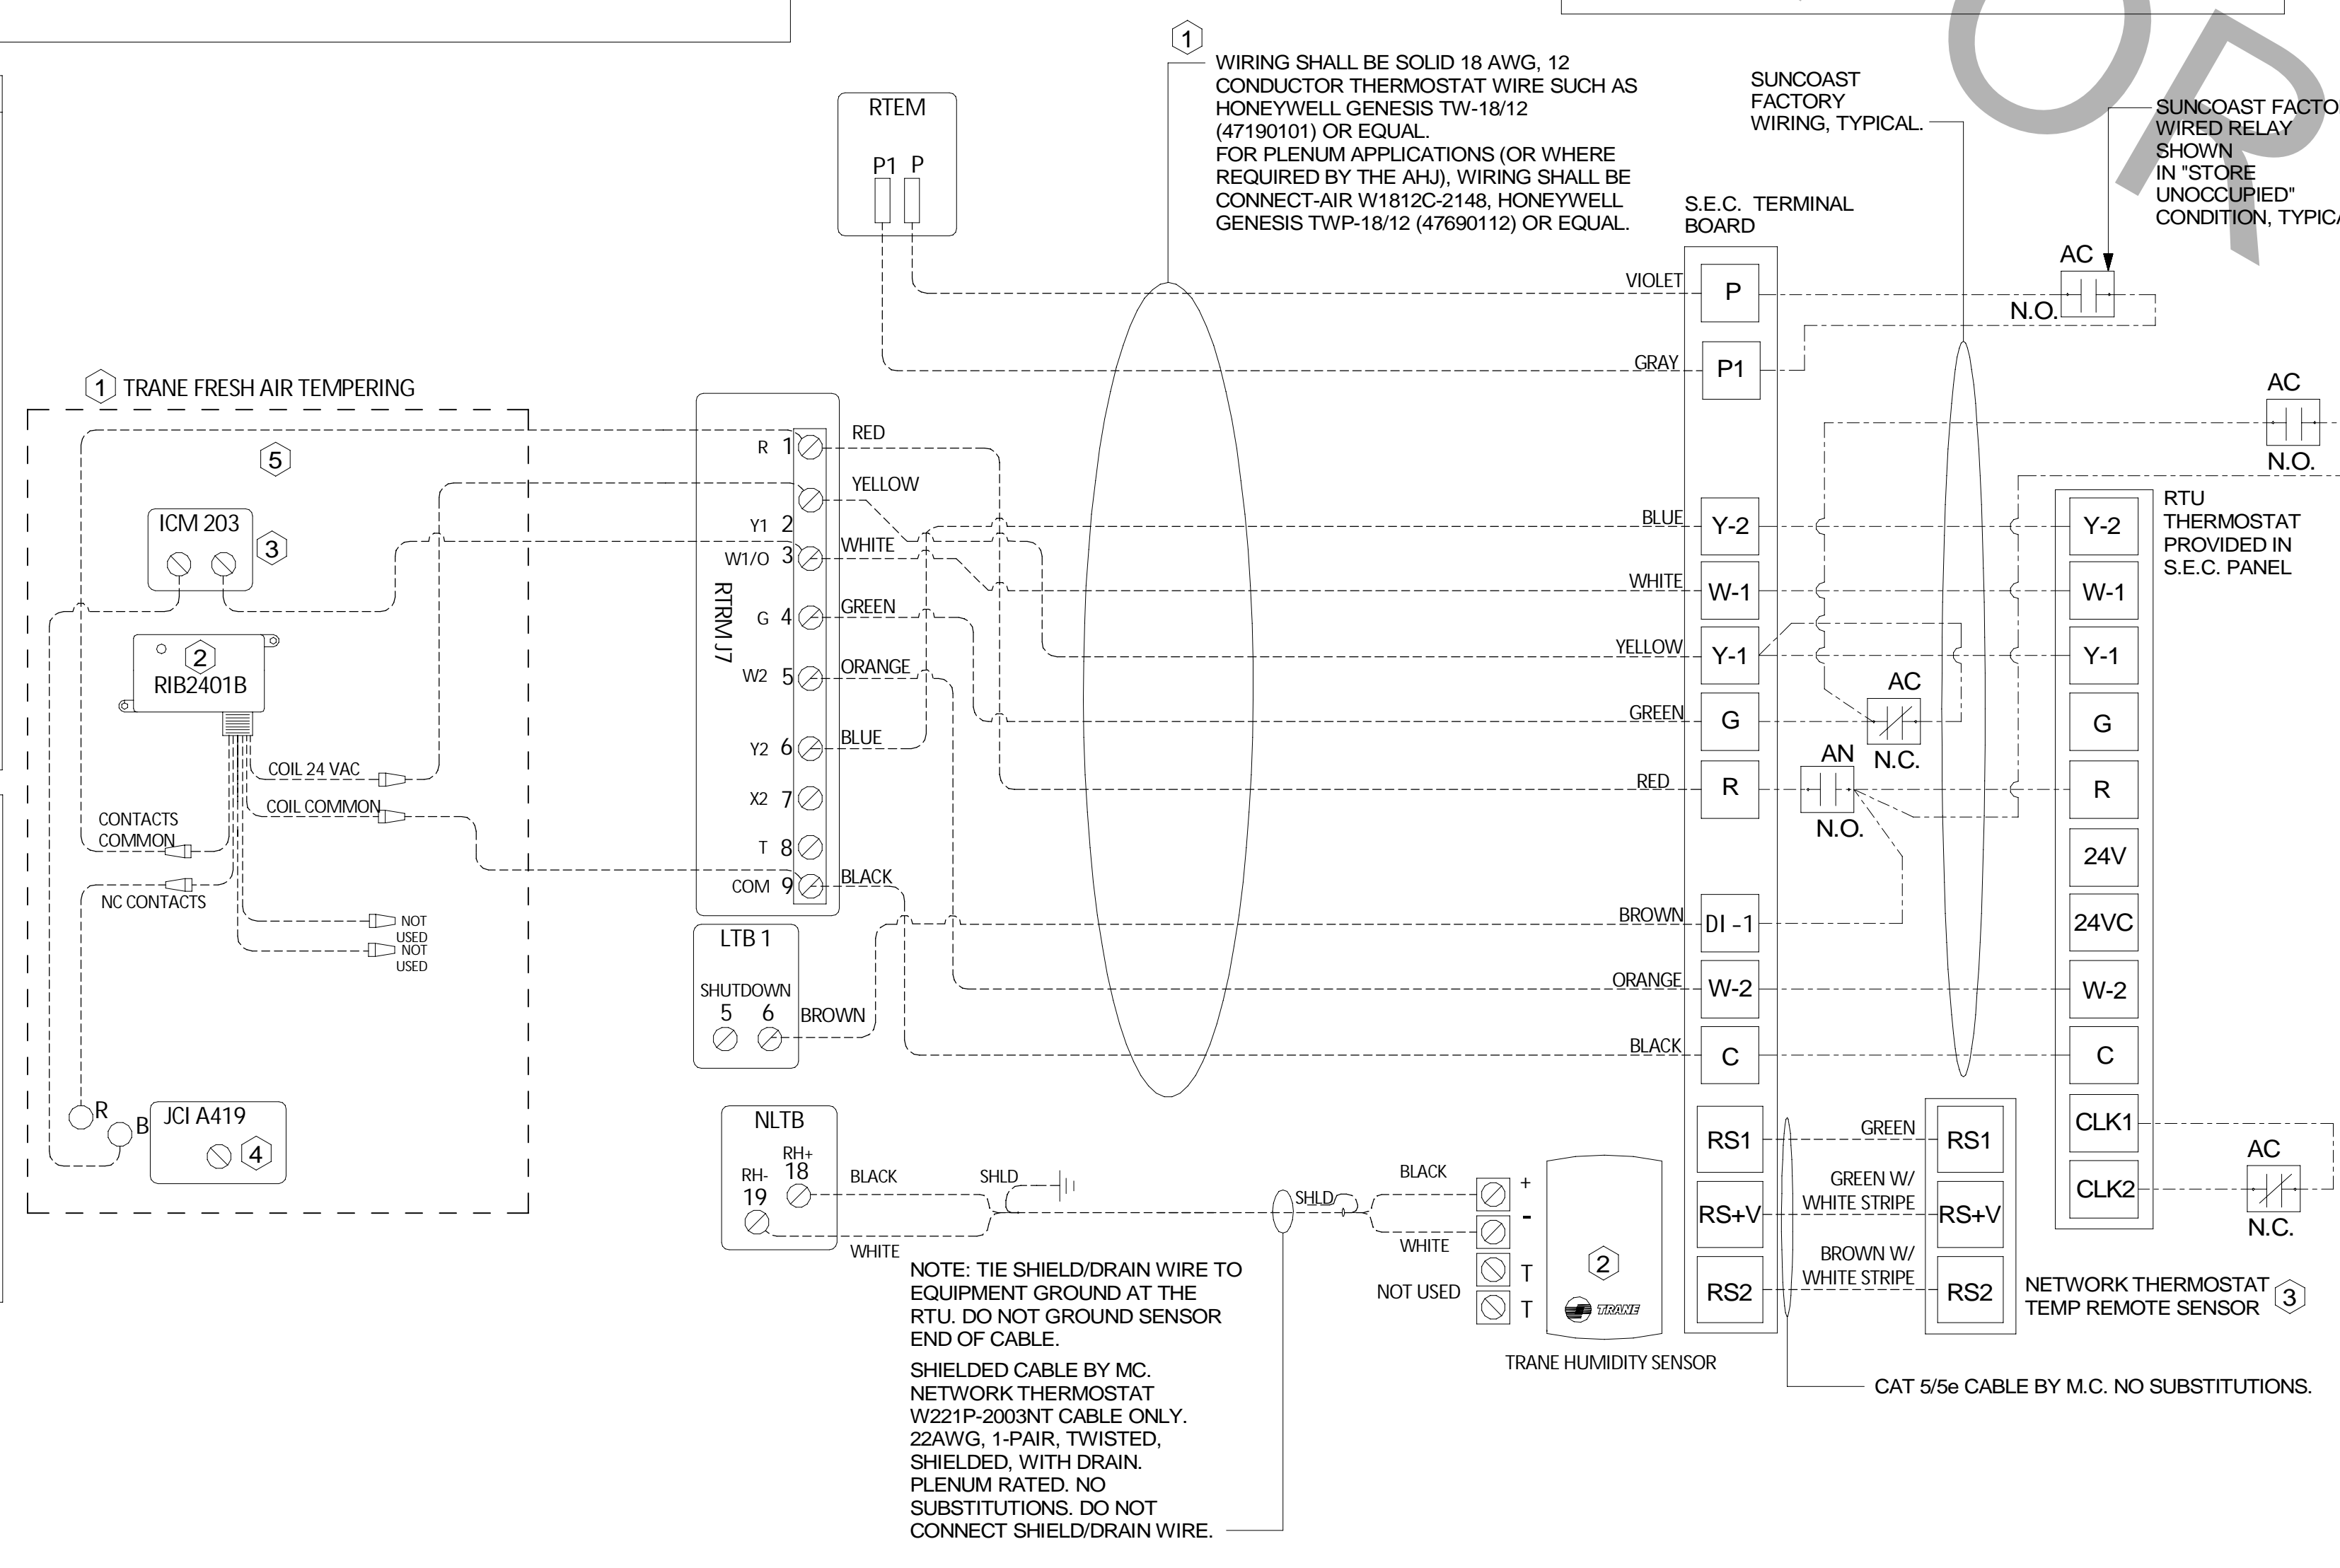 1
WIRING SHALL BE SOLID 18 AWG, 12
CONDUCTOR THERMOSTAT WIRE SUCH AS
HONEYWELL GENESIS TW-18/12
(47190101) OR EQUAL.
FOR PLENUM APPLICATIONS (OR WHERE
REQUIRED BY THE AHJ), WIRING SHALL BE
CONNECT-AIR W1812C-2148, HONEYWELL
GENESIS TWP-18/12 (47690112) OR EQUAL.
SUNCOAST
FACTORY
WIRING, TYPICAL.
OR
SUNCOAST
WIRED RELAY
SHOWN
IN "STORE
UNOCCUPIED"
CONDITION,
RTEM
P1 P
S.E.C. TERMINAL
BOARD
VIOLET
P
AC
N.O.
GRAY
P1
AC
N.O.
1 TRANE FRESH AIR TEMPERING
5
ICM 203
3
2
RIB2401B
COIL 24 VAC
COIL COMMON
CONTACTS
COMMON
NC CONTACTS
NOT
USED
NOT
USED
R
B
JCI A419
4
RTRM J7
R 1
RED
YELLOW
Y1 2
W1/O 3
WHITE
G 4
GREEN
W2 5
ORANGE
Y2 6
BLUE
X2 7
T 8
COM 9
BLACK
LTB 1
SHUTDOWN
5 6
BROWN
BLUE
Y-2
WHITE
W-1
YELLOW
Y-1
GREEN
G
AC
N.C.
RED
R
AN
N.O.
BROWN
DI -1
ORANGE
W-2
BLACK
C
RTU
THERMOSTAT
PROVIDED IN
S.E.C. PANEL
Y-2
W-1
Y-1
G
R
24V
24VC
W-2
C
CLK1
CLK2
AC
N.C.
NLTB
RH+
18
RH-
19
BLACK
WHITE
SHLD
SHLD
BLACK
WHITE
NOT USED
+
-
T
T
2
TRANE
TRANE HUMIDITY SENSOR
RS1
RS+V
RS2
GREEN
GREEN W/
WHITE STRIPE
BROWN W/
WHITE STRIPE
RS1
RS+V
RS2
NETWORK THERMOSTAT
TEMP REMOTE SENSOR
3
CAT 5/5e CABLE BY M.C. NO SUBSTITUTIONS.
NOTE: TIE SHIELD/DRAIN WIRE TO
EQUIPMENT GROUND AT THE
RTU. DO NOT GROUND SENSOR
END OF CABLE.
SHIELDED CABLE BY MC.
NETWORK THERMOSTAT
W221P-2003NT CABLE ONLY.
22AWG, 1-PAIR, TWISTED,
SHIELDED, WITH DRAIN.
PLENUM RATED. NO
SUBSTITUTIONS. DO NOT
CONNECT SHIELD/DRAIN WIRE.